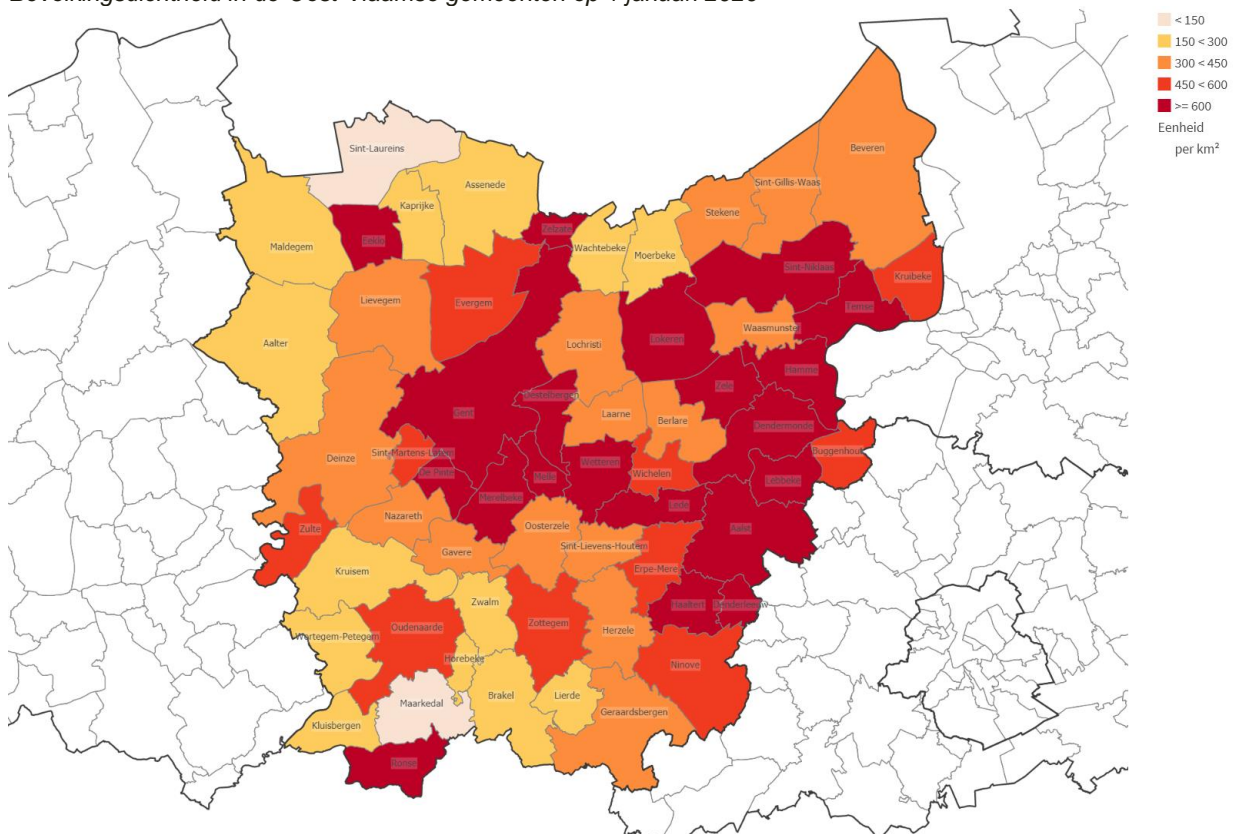 Bevolkingsdichtheid in de Oost-Vlaamse gemeenten op 1 januari 2020
< 150
150 < 300
300 < 450
450 < 600
>= 600
Eenheid
per km²
Beveren
Sint-Laureins
Assenede
Sint-Gillis-Waas
Kaprijke
Stekene
Eeklo
Zelzate
Maldegem
Wachtebeke
Moerbeke
Sint-Niklaas
Kruibeke
Lievegem
Evergem
Temse
Waasmunster
Aalter
Lochristi
Lokeren
Hamme
Zele
Destelbergen
Gent
Laarne
Berlare
Dendermonde
Sint-Martens-Latem
Deinze
Buggenhout
De Pinte
Melle
Wetteren
Wichelen
Lebbeke
Merelbeke
Lede
Nazareth
Zulte
Oosterzele
Aalst
Gavere
Sint-Lievens-Houtem
Erpe-Mere
Kruisem
Zwalm
Haaltert
Denderleeuw
Oudenaarde
Zottegem
Herzele
Wortegem-Petegem
Horebeke
Ninove
Maarkedal
Brakel
Lierde
Geraardsbergen
Kluisbergen
Ronse